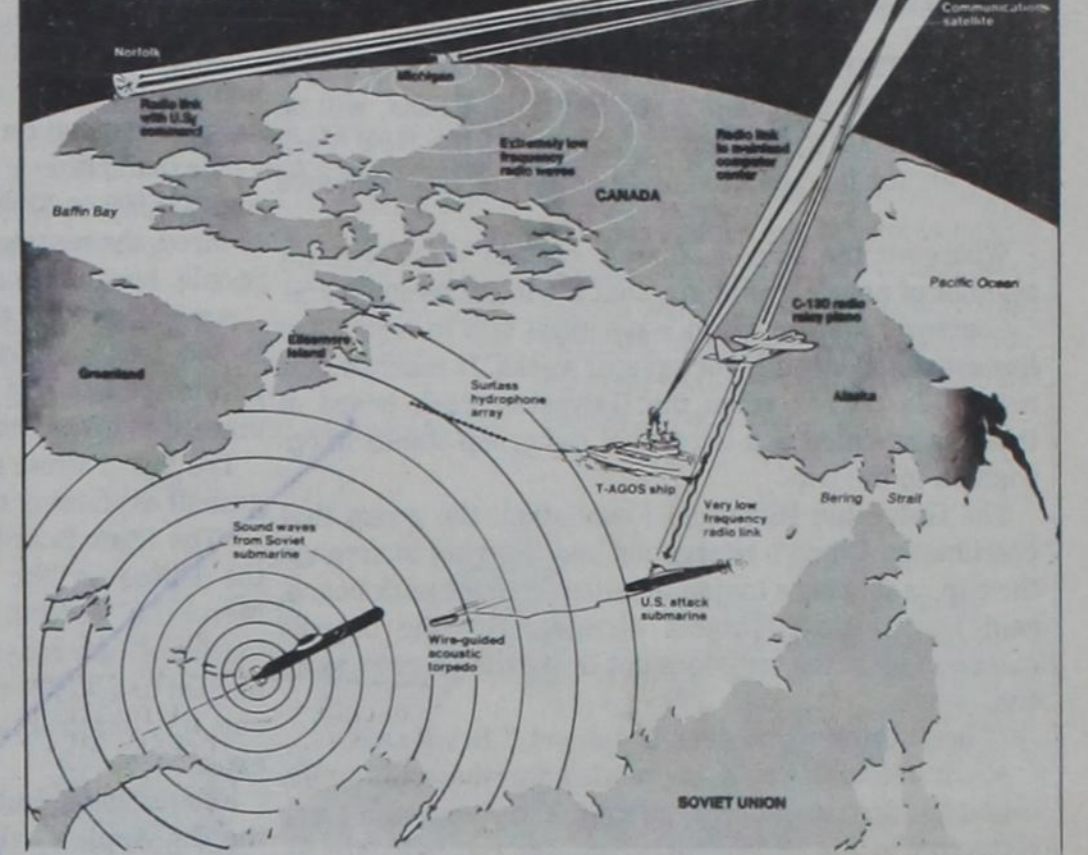 Communications
satellite
Norfolk
Michigan
Radio link
with U.S.
command
Extremely low
frequency
radio waves
Radio link
to mainland
computer
center
CANADA
Baffin Bay
Pacific Ocean
C-130 radio
relay plane
Ellesmere
Island
Greenland
Surtass
hydrophone
array
Alaska
T-AGOS ship
Bering Strait
Very low
frequency
radio link
Sound waves
from Soviet
submarine
U.S. attack
submarine
Wire-guided
acoustic
torpedo
SOVIET UNION